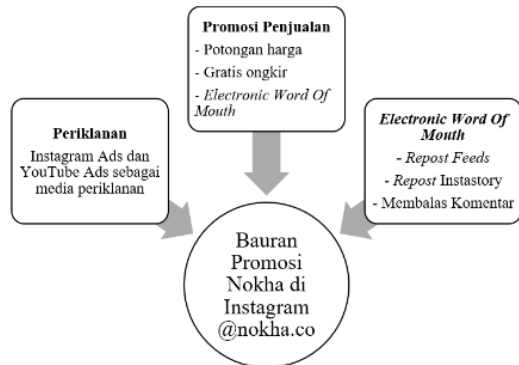 Promosi Penjualan
- Potongan harga
- Gratis ongkir
- Electronic Word Of
Mouth
Periklanan
Instagram Ads dan
YouTube Ads sebagai
media periklanan
Electronic Word Of
Mouth
- Repost Feeds
- Repost Instastory
- Membalas Komentar
Bauran
Promosi
Nokha di
Instagram
@nokha.co